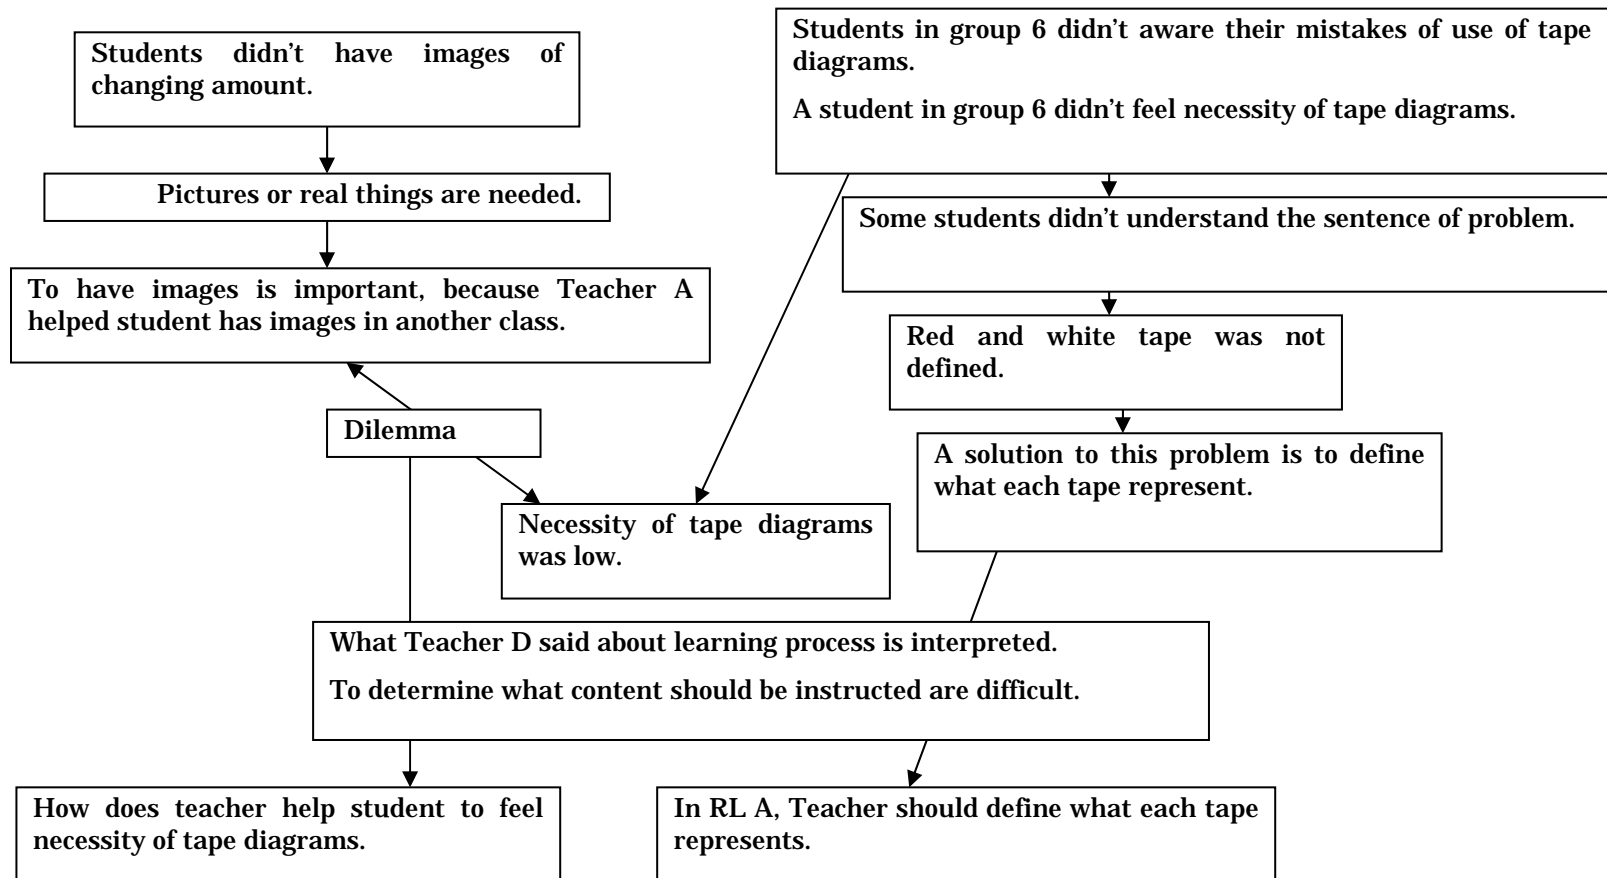 Students didn't have images of
changing amount.
Pictures or real things are needed.
To have images is important, because Teacher A
helped student has images in another class.
Dilemma
Students in group 6 didn't aware their mistakes of use of tape
diagrams.
A student in group 6 didn't feel necessity of tape diagrams.
Some students didn't understand the sentence of problem.
Red and white tape was not
defined.
A solution to this problem is to define
what each tape represent.
Necessity of tape diagrams
was low.
What Teacher D said about learning process is interpreted.
To determine what content should be instructed are difficult.
How does teacher help student to feel
necessity of tape diagrams.
In RL A, Teacher should define what each tape
represents.